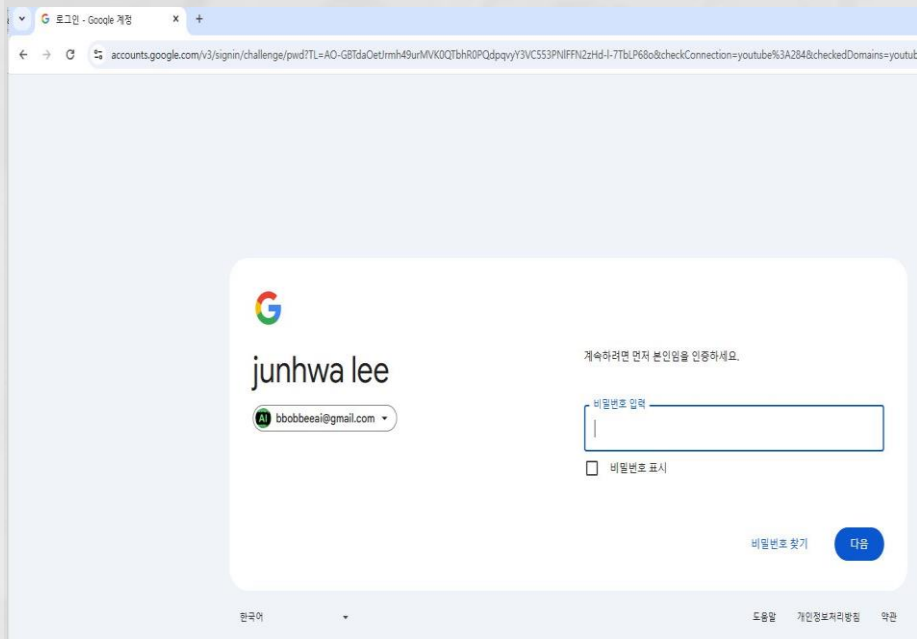 로그인 - Google 계정
accounts.google.com/v3/signin/challenge/pwd?TL=AO-GBTdaOetJrmh49urMVK0QTbhR0PQdpqvyY3VC553PNlFFN2zHd-l-7TbLP68o&checkConnection=youtube%3A284&checkedDomains=youtub
junhwa lee
AI bbobbeeai@gmail.com
계속하려면 먼저 본인임을 인증하세요.
비밀번호 입력
비밀번호 표시
비밀번호 찾기
다음
한국어
도움말 개인정보처리방침 약관